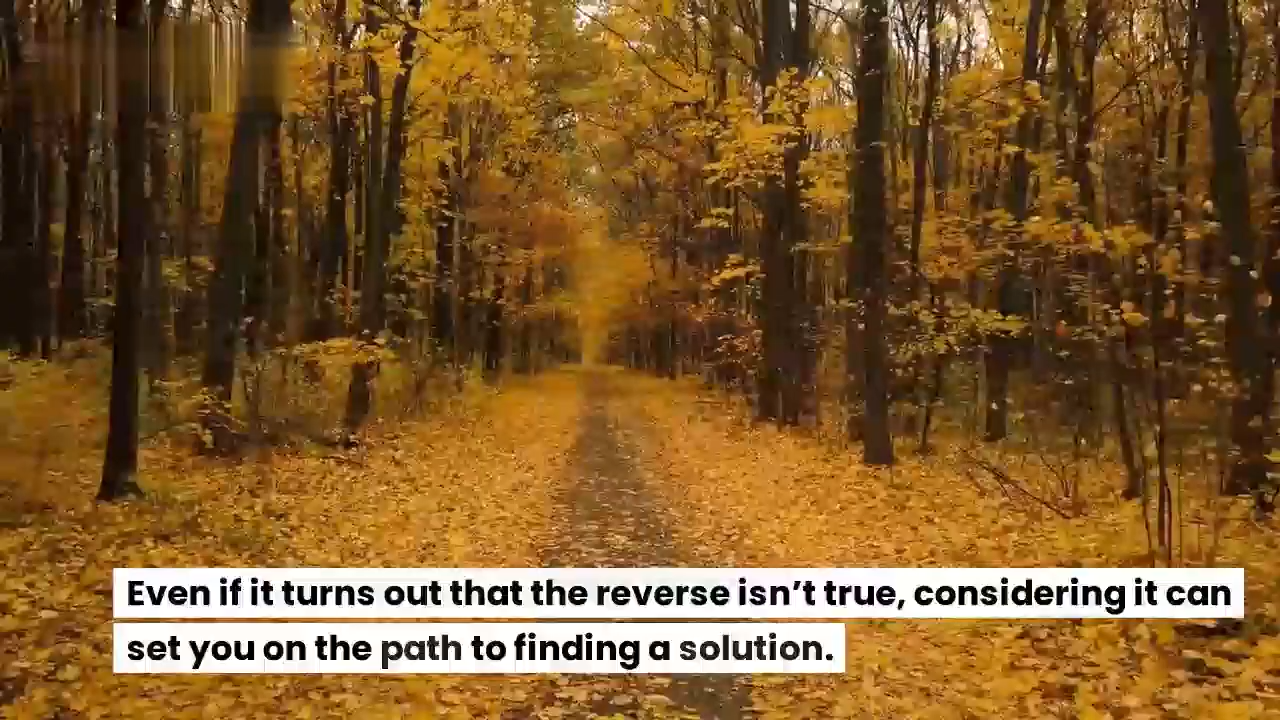 Even if it turns out that the reverse isn’t true, considering it can
set you on the path to finding a solution.